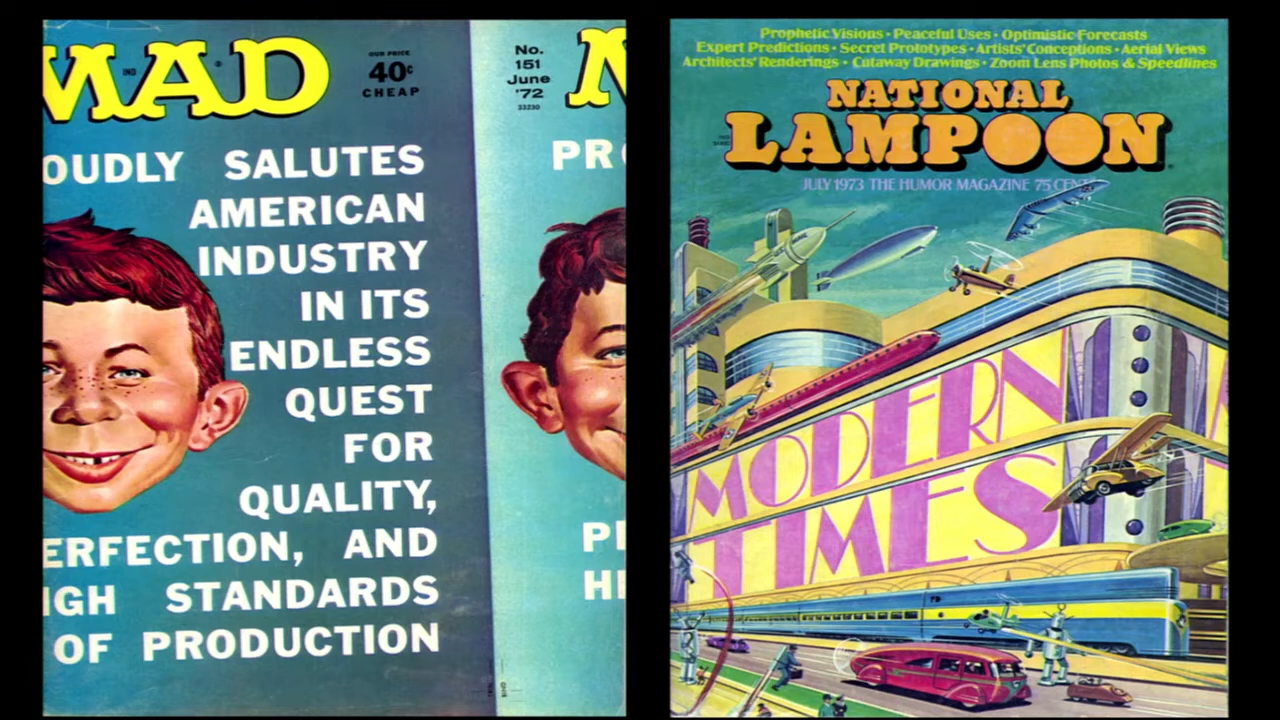 MAD
IND
OUR PRICE
40¢
CHEAP
No.
151
June
'72
33230
OUDLY SALUTES
AMERICAN
INDUSTRY
IN ITS
ENDLESS
QUEST
FOR
QUALITY,
ERFECTION, AND
IGH STANDARDS
OF PRODUCTION
PR
P
H
Prophetic Visions • Peaceful Uses • Optimistic Forecasts
Expert Predictions • Secret Prototypes • Artists' Conceptions • Aerial Views
Architects' Renderings • Cutaway Drawings • Zoom Lens Photos & Speedlines
NATIONAL
LAMPOON
JULY 1973 THE HUMOR MAGAZINE 75 CENTS
MODERN
TIMES